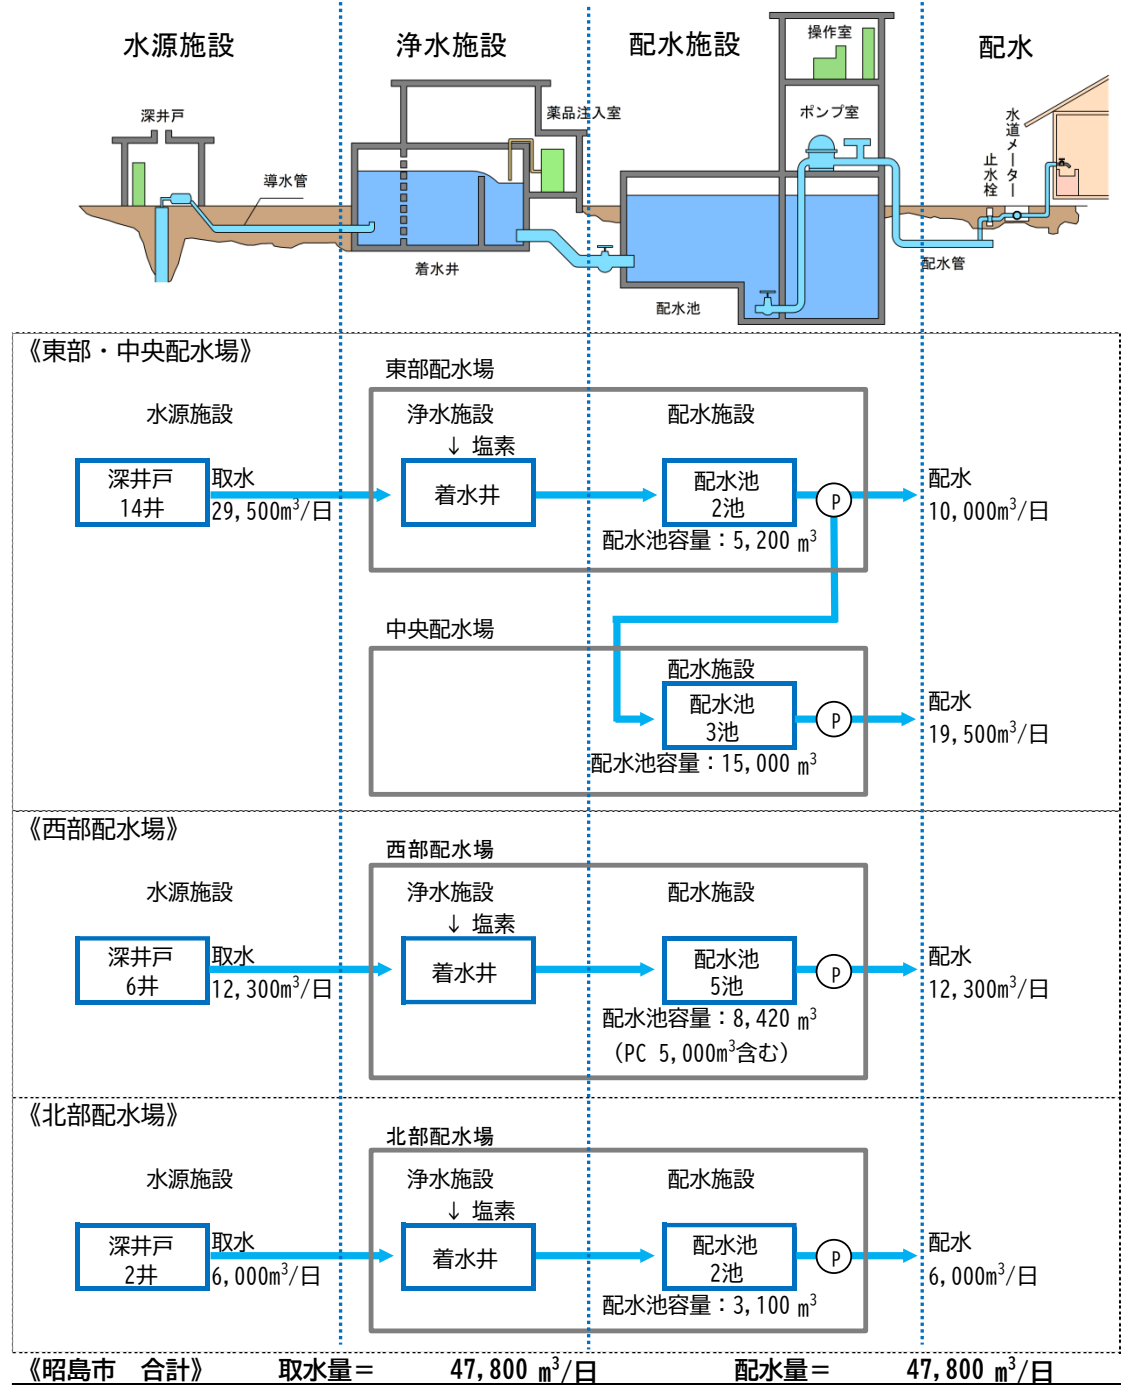 水源施設
浄水施設
配水施設
配水
操作室
深井戸
薬品注入室
ポンプ室
水道メーター
止水栓
導水管
着水井
配水池
配水管
《東部・中央配水場》
東部配水場
水源施設
浄水施設
配水施設
↓ 塩素
深井戸
14井
取水
29,500m³/日
着水井
配水池
2池
P
配水
10,000m³/日
配水池容量：5,200 m³
中央配水場
配水施設
配水池
3池
P
配水
19,500m³/日
配水池容量：15,000 m³
《西部配水場》
西部配水場
水源施設
浄水施設
配水施設
↓ 塩素
深井戸
6井
取水
12,300m³/日
着水井
配水池
5池
P
配水
12,300m³/日
配水池容量：8,420 m³
（PC 5,000m³含む）
《北部配水場》
北部配水場
水源施設
浄水施設
配水施設
↓ 塩素
深井戸
2井
取水
6,000m³/日
着水井
配水池
2池
P
配水
6,000m³/日
配水池容量：3,100 m³
《昭島市　合計》 取水量＝ 47,800 m³/日 配水量＝ 47,800 m³/日